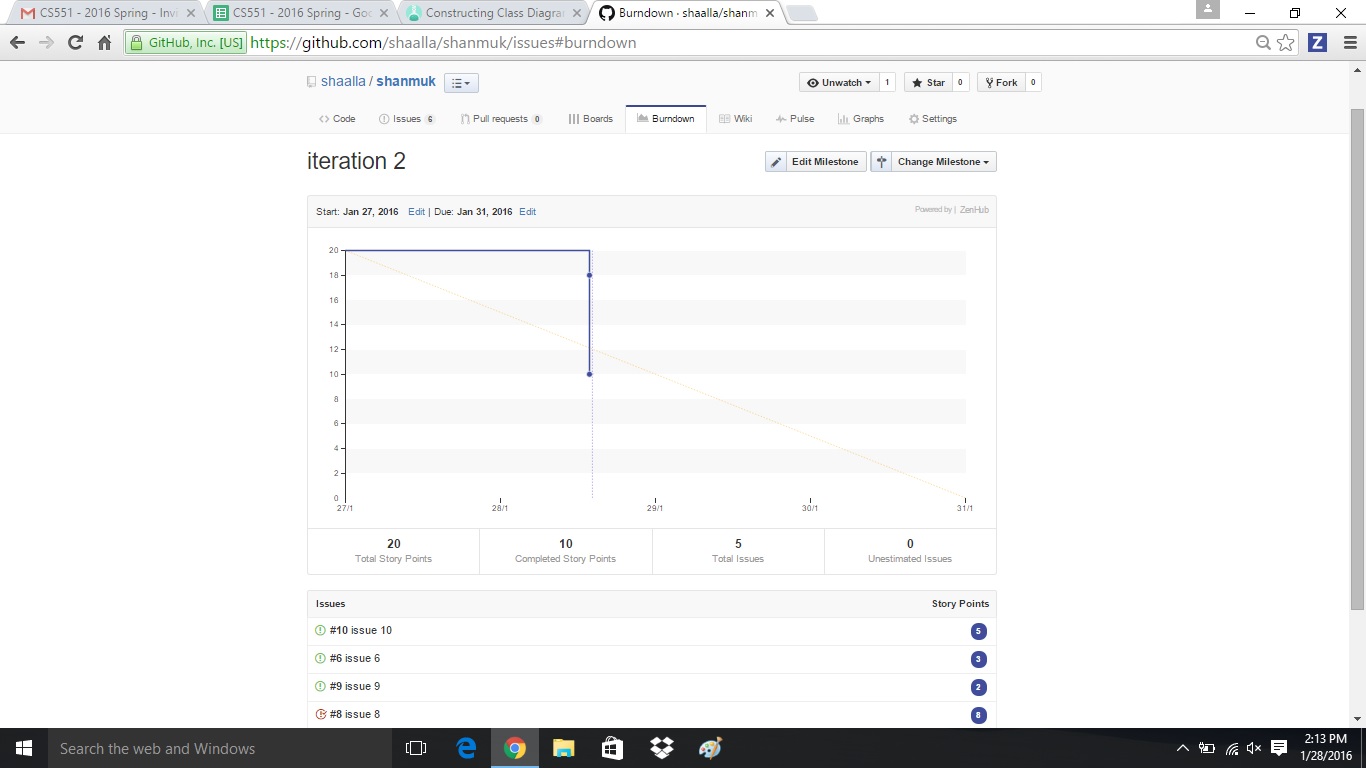 CS551 - 2016 Spring - Invi
CS551 - 2016 Spring - Goo
Constructing Class Diagra
Burndown · shaalla/shanm
GitHub, Inc. [US] https://github.com/shaalla/shanmuk/issues#burndown
Z
shaalla / shanmuk
Unwatch 1 Star 0 Fork 0
Code Issues 6 Pull requests 0 Boards Burndown Wiki Pulse Graphs Settings
iteration 2
Edit Milestone Change Milestone
Start: Jan 27, 2016 Edit | Due: Jan 31, 2016 Edit
Powered by | ZenHub
20
18
16
14
12
10
8
6
4
2
0
27/1 28/1 29/1 30/1 31/1
20 10 5 0
Total Story Points Completed Story Points Total Issues Unestimated Issues
Issues Story Points
#10 issue 10 5
#6 issue 6 3
#9 issue 9 2
#8 issue 8 8
Search the web and Windows
2:13 PM
1/28/2016